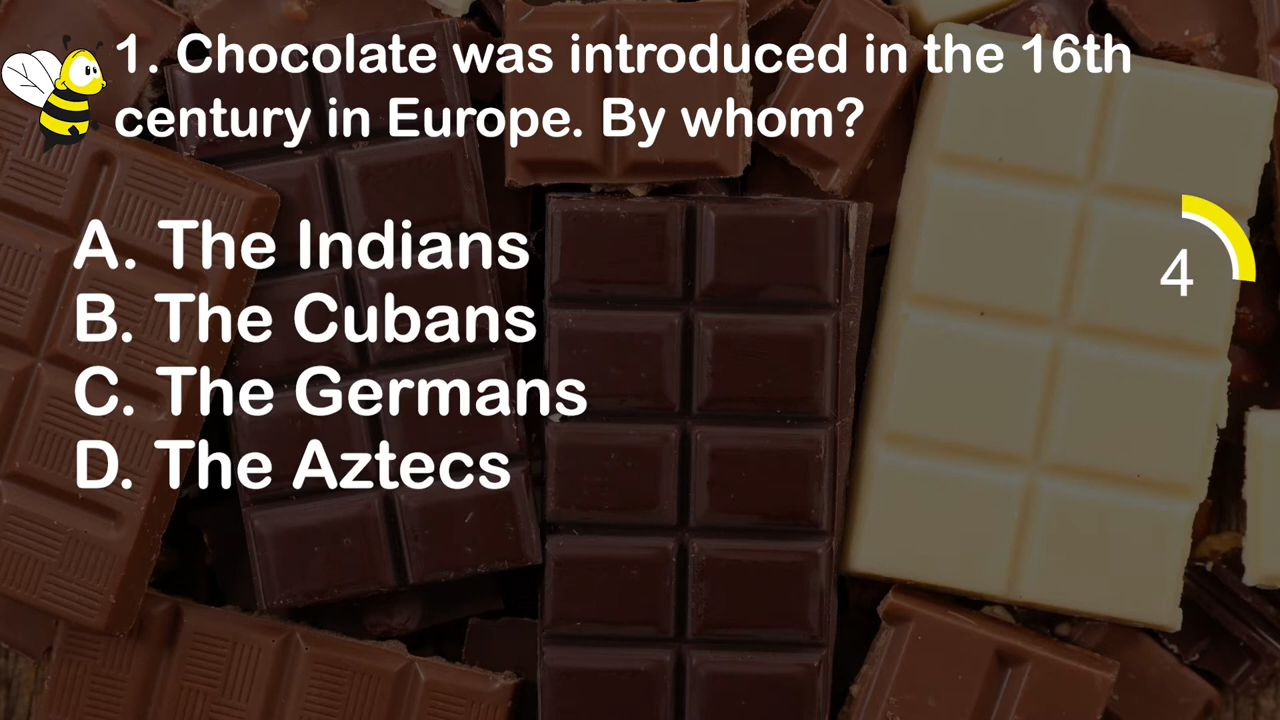 1. Chocolate was introduced in the 16th
century in Europe. By whom?
A. The Indians
B. The Cubans
C. The Germans
D. The Aztecs
4